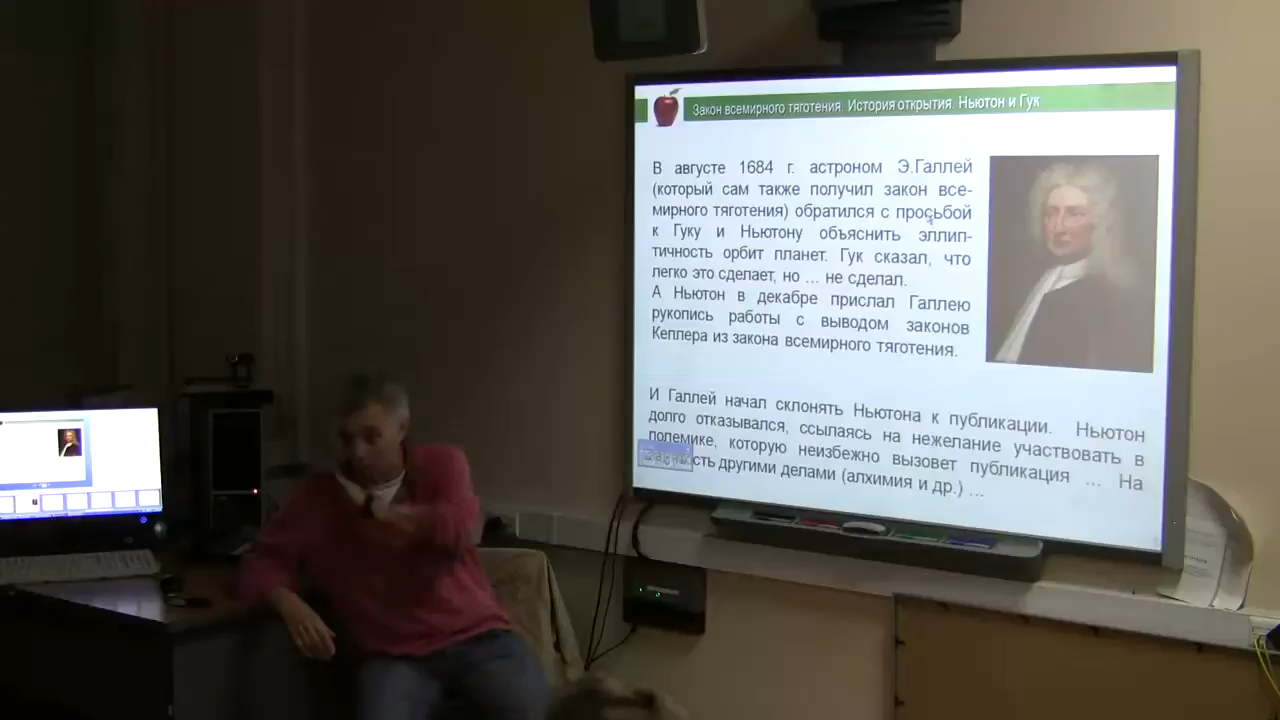 Закон всемирного тяготения. История открытия. Ньютон и Гук
В августе 1684 г. астроном Э.Галлей
(который сам также получил закон все-
мирного тяготения) обратился с просьбой
к Гуку и Ньютону объяснить эллип-
тичность орбит планет. Гук сказал, что
легко это сделает, но ... не сделал.
А Ньютон в декабре прислал Галлею
рукопись работы с выводом законов
Кеплера из закона всемирного тяготения.
И Галлей начал склонять Ньютона к публикации. Ньютон
долго отказывался, ссылаясь на нежелание участвовать в
полемике, которую неизбежно вызовет публикация ... На
другими делами (алхимия и др.) ...